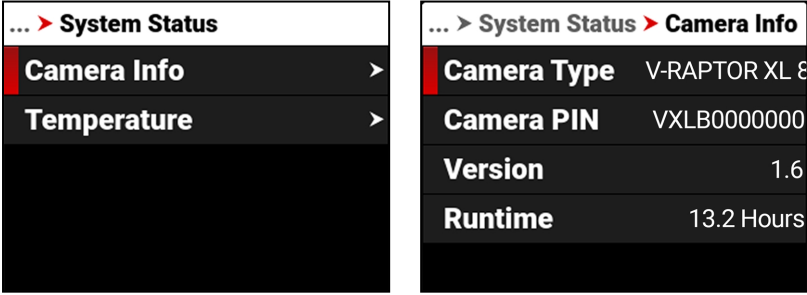 ... > System Status
Camera Info >
Temperature >
... > System Status > Camera Info
Camera Type V-RAPTOR XL 8
Camera PIN VXLB0000000
Version 1.6
Runtime 13.2 Hours